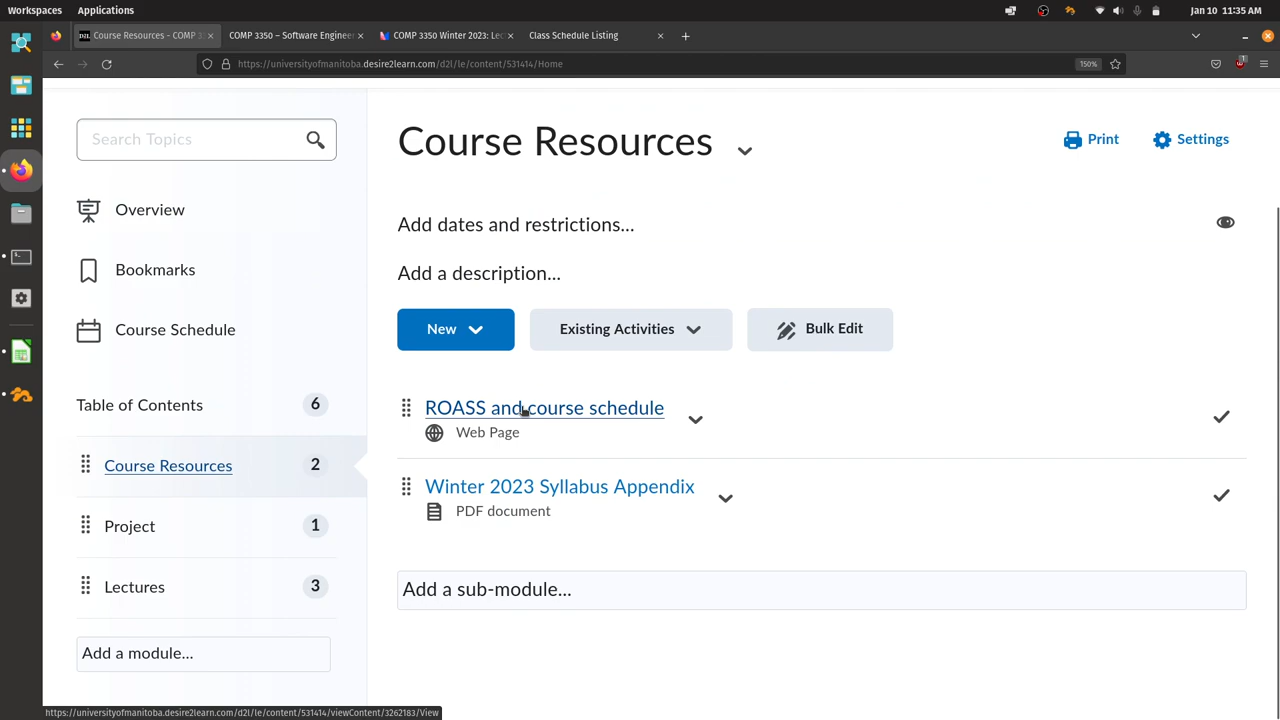 Workspaces Applications Jan 10 11:35 AM
D2L Course Resources - COMP 3 COMP 3350 – Software Enginee COMP 3350 Winter 2023: Lec Class Schedule Listing
https://universityofmanitoba.desire2learn.com/d2l/le/content/531414/Home 150%
Search Topics
Course Resources
Print Settings
Overview
Add dates and restrictions...
Bookmarks
Add a description...
Course Schedule
New Existing Activities Bulk Edit
Table of Contents 6
ROASS and course schedule
Web Page
Course Resources 2
Winter 2023 Syllabus Appendix
PDF document
Project 1
Lectures 3
Add a sub-module...
Add a module...
https://universityofmanitoba.desire2learn.com/d2l/le/content/531414/viewContent/3262183/View